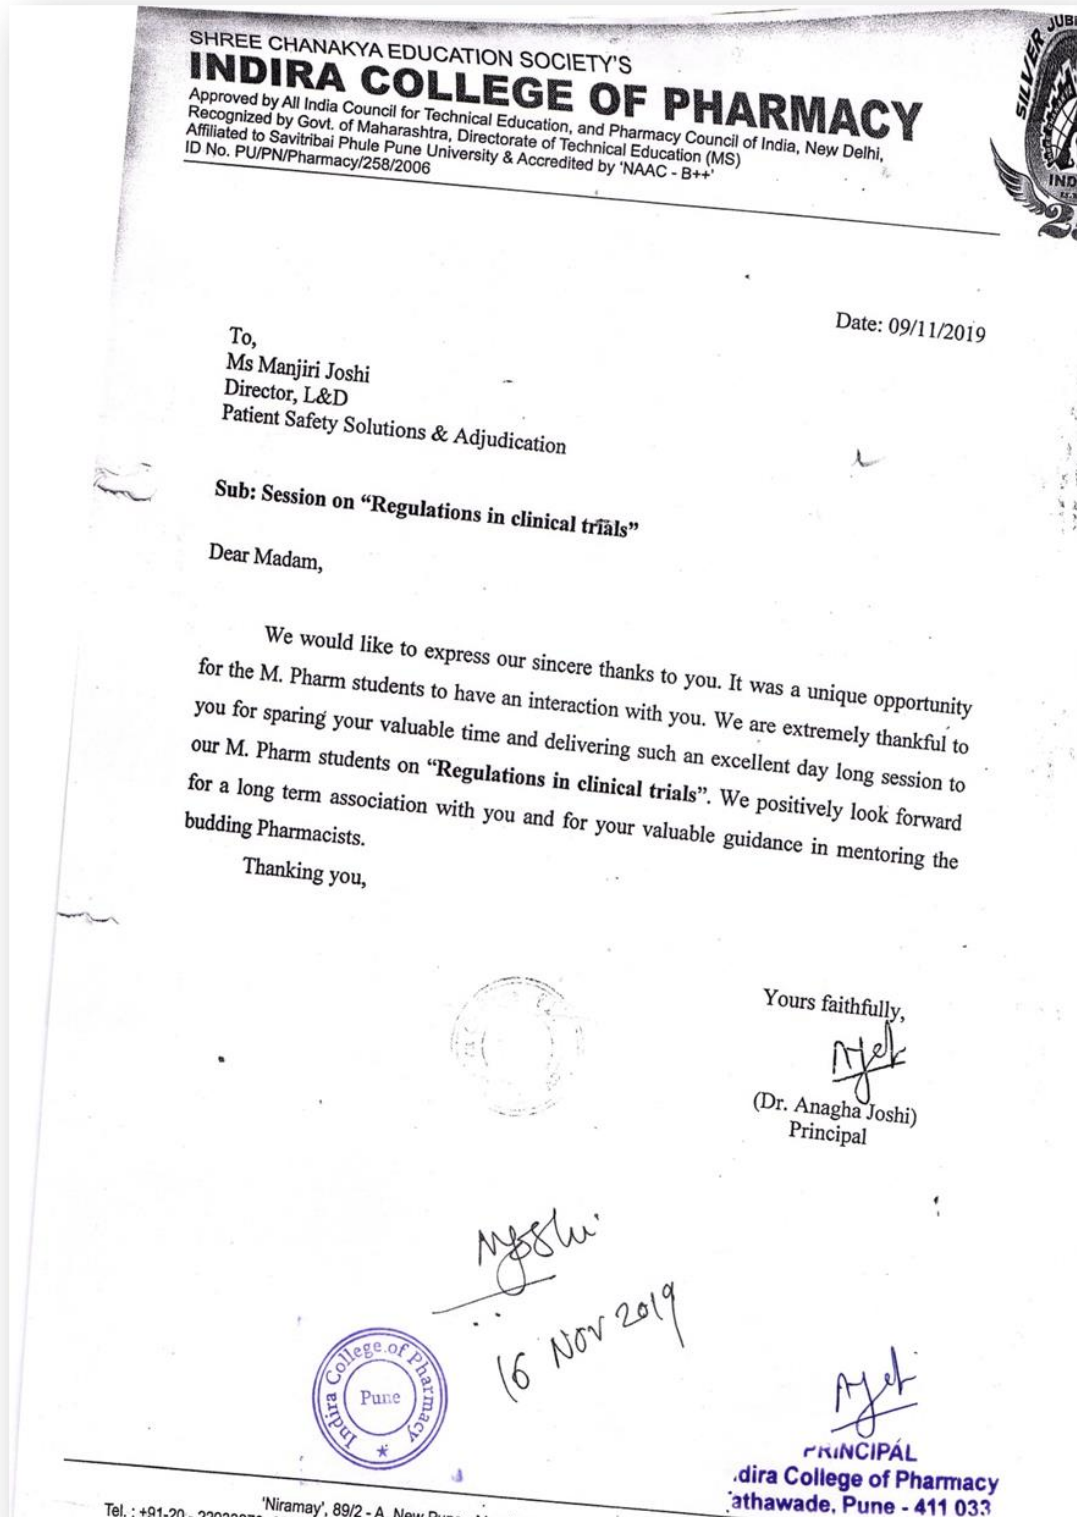 SHREE CHANAKYA EDUCATION SOCIETY'S
INDIRA COLLEGE OF PHARMACY
Approved by All India Council for Technical Education, and Pharmacy Council of India, New Delhi,
Recognized by Govt. of Maharashtra, Directorate of Technical Education (MS)
Affiliated to Savitribai Phule Pune University & Accredited by 'NAAC - B++'
ID No. PU/PN/Pharmacy/258/2006
SILVER JUB
IND
25
Date: 09/11/2019
To,
Ms Manjiri Joshi
Director, L&D
Patient Safety Solutions & Adjudication
Sub: Session on “Regulations in clinical trials”
Dear Madam,
We would like to express our sincere thanks to you. It was a unique opportunity
for the M. Pharm students to have an interaction with you. We are extremely thankful to
you for sparing your valuable time and delivering such an excellent day long session to
our M. Pharm students on “Regulations in clinical trials”. We positively look forward
for a long term association with you and for your valuable guidance in mentoring the
budding Pharmacists.
Thanking you,
Yours faithfully,
(Dr. Anagha Joshi)
Principal
MJoshi
16 Nov 2019
Indira College of Pharmacy
Pune
PRINCIPAL
dira College of Pharmacy
athawade, Pune - 411 033
'Niramay', 89/2 - A, New
Tel. : +91-20 -